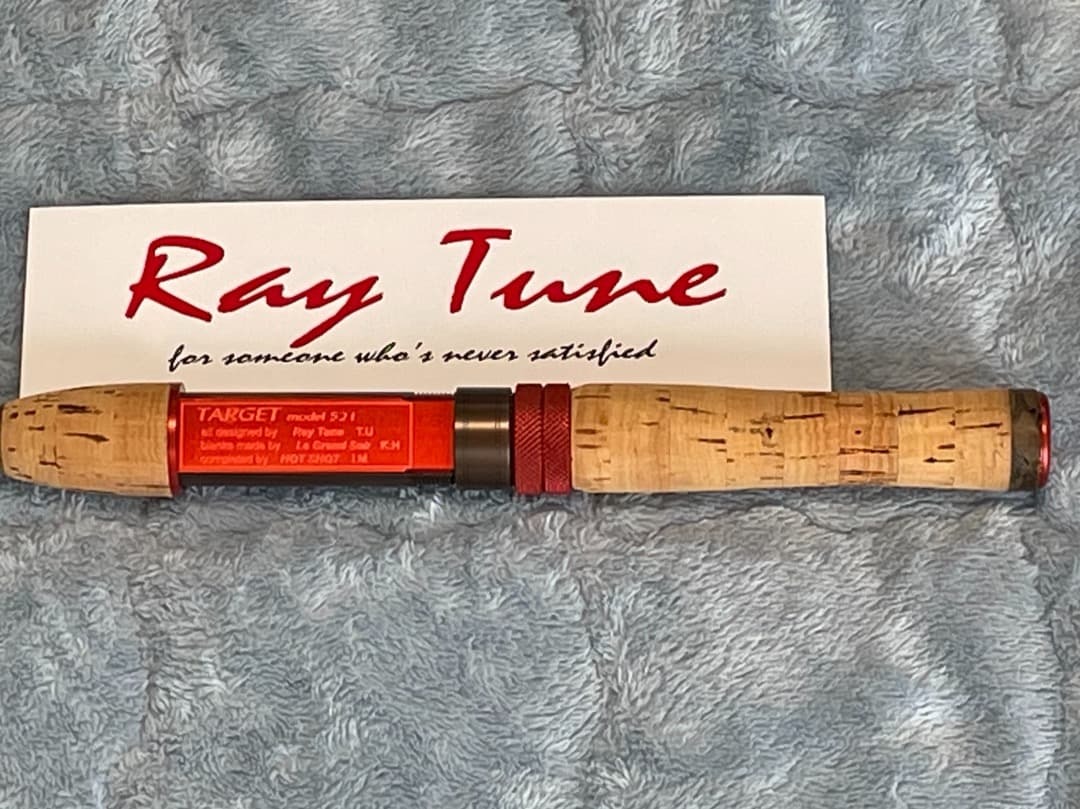 Ray Tune
for someone who's never satisfied
TARGET model 521
all designed by Ray Tune T.U
blanks made by Le Grand Soir K.H
completed by HOT SHOT I.M